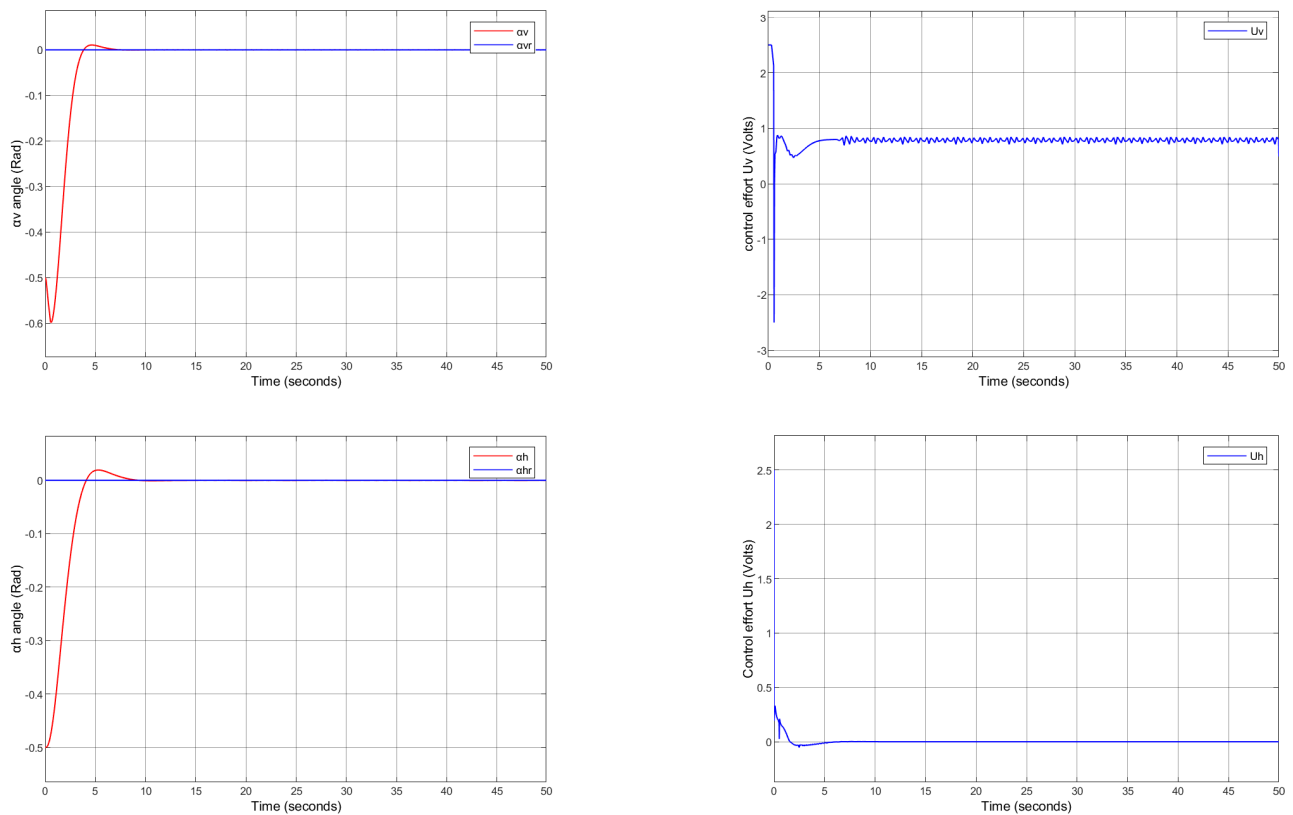 αv
αvr
αv angle (Rad)
0
-0.1
-0.2
-0.3
-0.4
-0.5
-0.6
0 5 10 15 20 25 30 35 40 45 50
Time (seconds)
Uv
control effort Uv (Volts)
3
2
1
0
-1
-2
-3
0 5 10 15 20 25 30 35 40 45 50
Time (seconds)
αh
αhr
αh angle (Rad)
0
-0.1
-0.2
-0.3
-0.4
-0.5
0 5 10 15 20 25 30 35 40 45 50
Time (seconds)
Uh
Control effort Uh (Volts)
2.5
2
1.5
1
0.5
0
0 5 10 15 20 25 30 35 40 45 50
Time (seconds)